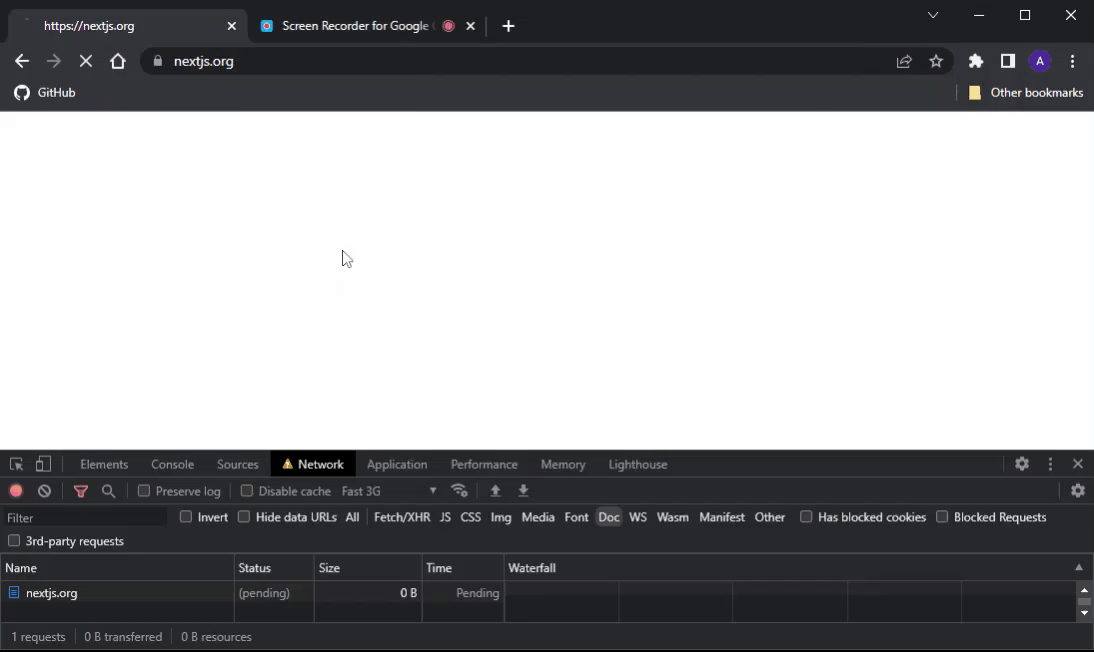 https://nextjs.org
Screen Recorder for Google
nextjs.org
A
GitHub
Other bookmarks
Elements Console Sources Network Application Performance Memory Lighthouse
Preserve log Disable cache Fast 3G
Filter Invert Hide data URLs All Fetch/XHR JS CSS Img Media Font Doc WS Wasm Manifest Other Has blocked cookies Blocked Requests
3rd-party requests
Name Status Size Time Waterfall
nextjs.org (pending) 0 B Pending
1 requests 0 B transferred 0 B resources